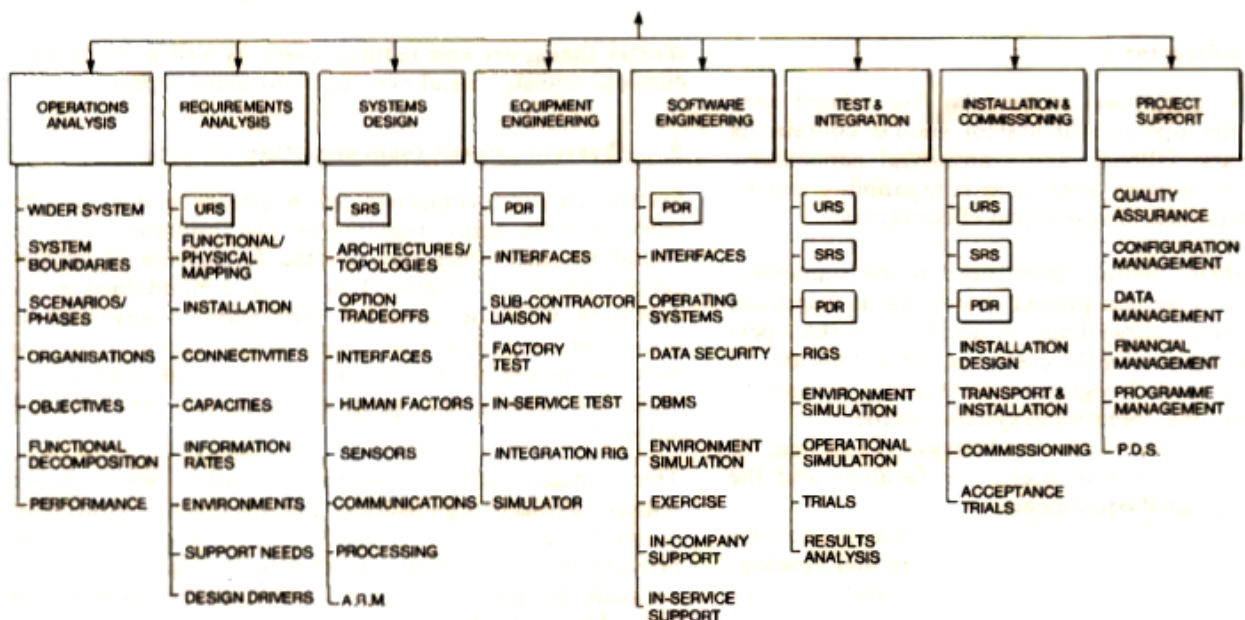 OPERATIONS
ANALYSIS
WIDER SYSTEM
SYSTEM
BOUNDARIES
SCENARIOS/
PHASES
ORGANISATIONS
OBJECTIVES
FUNCTIONAL
DECOMPOSITION
PERFORMANCE
REQUIREMENTS
ANALYSIS
URS
FUNCTIONAL/
PHYSICAL
MAPPING
INSTALLATION
CONNECTIVITIES
CAPACITIES
INFORMATION
RATES
ENVIRONMENTS
SUPPORT NEEDS
DESIGN DRIVERS
SYSTEMS
DESIGN
SRS
ARCHITECTURES/
TOPOLOGIES
OPTION
TRADEOFFS
INTERFACES
HUMAN FACTORS
SENSORS
COMMUNICATIONS
PROCESSING
A.R.M.
EQUIPMENT
ENGINEERING
PDR
INTERFACES
SUB-CONTRACTOR
LIAISON
FACTORY
TEST
IN-SERVICE TEST
INTEGRATION RIG
SIMULATOR
SOFTWARE
ENGINEERING
PDR
INTERFACES
OPERATING
SYSTEMS
DATA SECURITY
DBMS
ENVIRONMENT
SIMULATION
EXERCISE
IN-COMPANY
SUPPORT
IN-SERVICE
SUPPORT
TEST &
INTEGRATION
URS
SRS
PDR
RIGS
ENVIRONMENT
SIMULATION
OPERATIONAL
SIMULATION
TRIALS
RESULTS
ANALYSIS
INSTALLATION &
COMMISSIONING
URS
SRS
PDR
INSTALLATION
DESIGN
TRANSPORT &
INSTALLATION
COMMISSIONING
ACCEPTANCE
TRIALS
PROJECT
SUPPORT
QUALITY
ASSURANCE
CONFIGURATION
MANAGEMENT
DATA
MANAGEMENT
FINANCIAL
MANAGEMENT
PROGRAMME
MANAGEMENT
P.D.S.